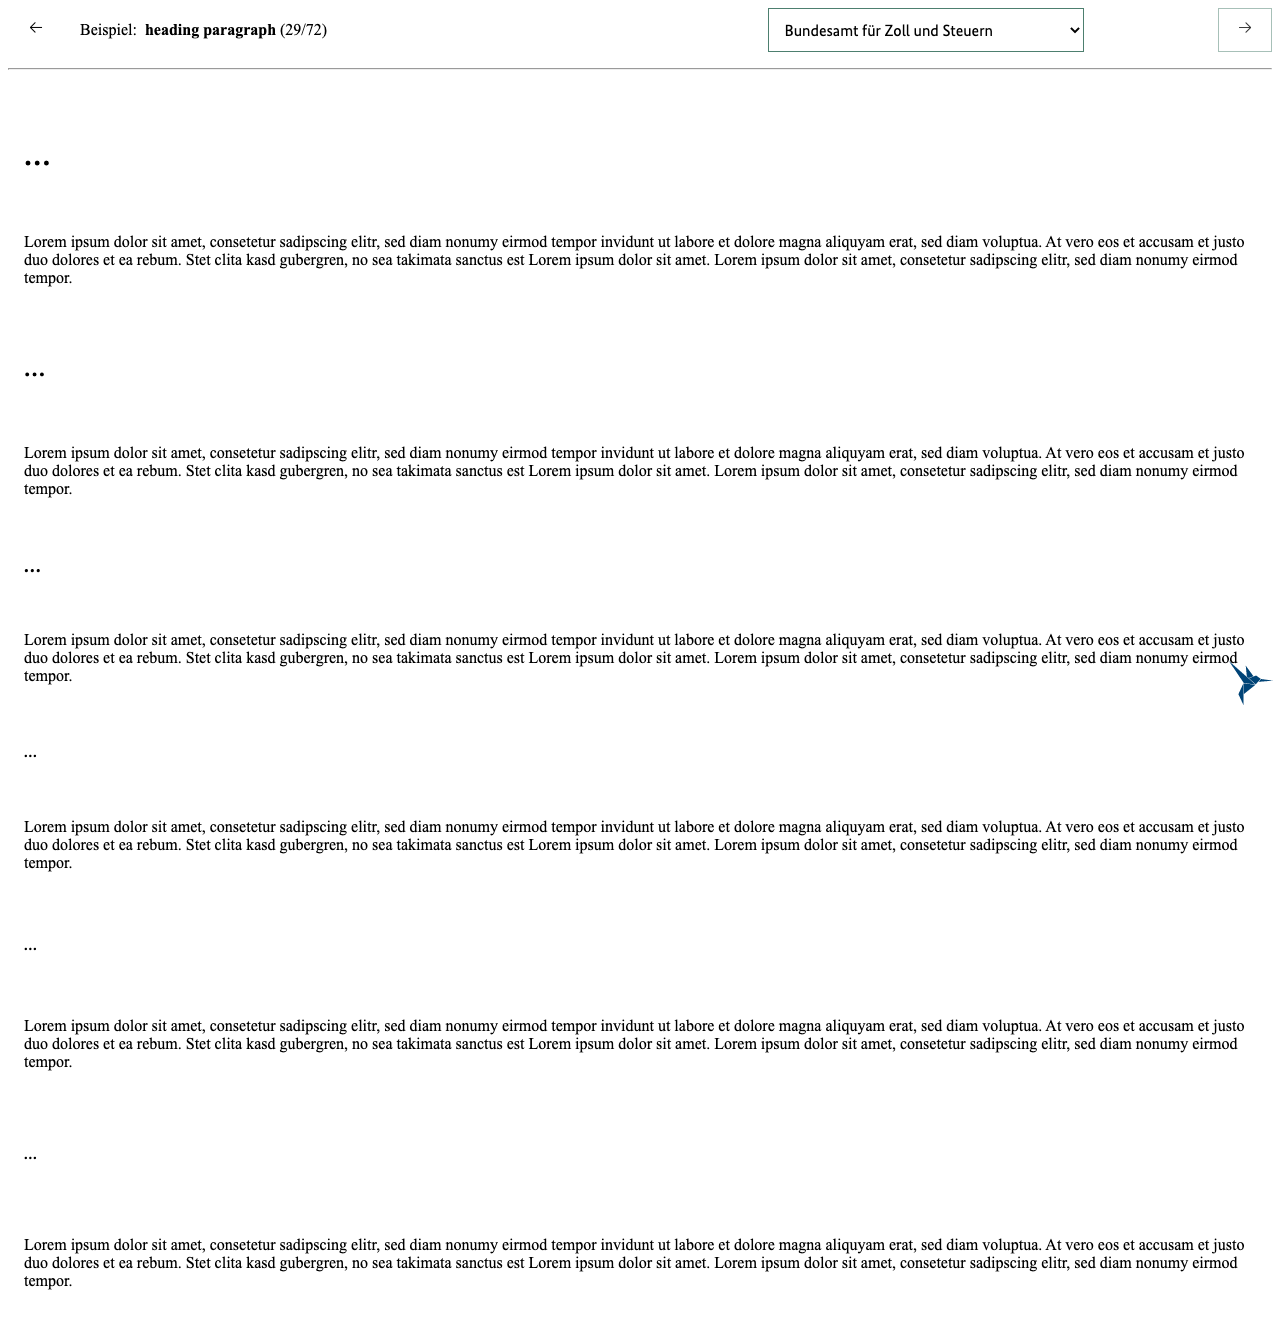 ← Beispiel: heading paragraph (29/72) Bundesamt für Zoll und Steuern →
...
Lorem ipsum dolor sit amet, consetetur sadipscing elitr, sed diam nonumy eirmod tempor invidunt ut labore et dolore magna aliquyam erat, sed diam voluptua. At vero eos et accusam et justo
duo dolores et ea rebum. Stet clita kasd gubergren, no sea takimata sanctus est Lorem ipsum dolor sit amet. Lorem ipsum dolor sit amet, consetetur sadipscing elitr, sed diam nonumy eirmod
tempor.
...
Lorem ipsum dolor sit amet, consetetur sadipscing elitr, sed diam nonumy eirmod tempor invidunt ut labore et dolore magna aliquyam erat, sed diam voluptua. At vero eos et accusam et justo
duo dolores et ea rebum. Stet clita kasd gubergren, no sea takimata sanctus est Lorem ipsum dolor sit amet. Lorem ipsum dolor sit amet, consetetur sadipscing elitr, sed diam nonumy eirmod
tempor.
...
Lorem ipsum dolor sit amet, consetetur sadipscing elitr, sed diam nonumy eirmod tempor invidunt ut labore et dolore magna aliquyam erat, sed diam voluptua. At vero eos et accusam et justo
duo dolores et ea rebum. Stet clita kasd gubergren, no sea takimata sanctus est Lorem ipsum dolor sit amet. Lorem ipsum dolor sit amet, consetetur sadipscing elitr, sed diam nonumy eirmod
tempor.
...
Lorem ipsum dolor sit amet, consetetur sadipscing elitr, sed diam nonumy eirmod tempor invidunt ut labore et dolore magna aliquyam erat, sed diam voluptua. At vero eos et accusam et justo
duo dolores et ea rebum. Stet clita kasd gubergren, no sea takimata sanctus est Lorem ipsum dolor sit amet. Lorem ipsum dolor sit amet, consetetur sadipscing elitr, sed diam nonumy eirmod
tempor.
...
Lorem ipsum dolor sit amet, consetetur sadipscing elitr, sed diam nonumy eirmod tempor invidunt ut labore et dolore magna aliquyam erat, sed diam voluptua. At vero eos et accusam et justo
duo dolores et ea rebum. Stet clita kasd gubergren, no sea takimata sanctus est Lorem ipsum dolor sit amet. Lorem ipsum dolor sit amet, consetetur sadipscing elitr, sed diam nonumy eirmod
tempor.
...
Lorem ipsum dolor sit amet, consetetur sadipscing elitr, sed diam nonumy eirmod tempor invidunt ut labore et dolore magna aliquyam erat, sed diam voluptua. At vero eos et accusam et justo
duo dolores et ea rebum. Stet clita kasd gubergren, no sea takimata sanctus est Lorem ipsum dolor sit amet. Lorem ipsum dolor sit amet, consetetur sadipscing elitr, sed diam nonumy eirmod
tempor.